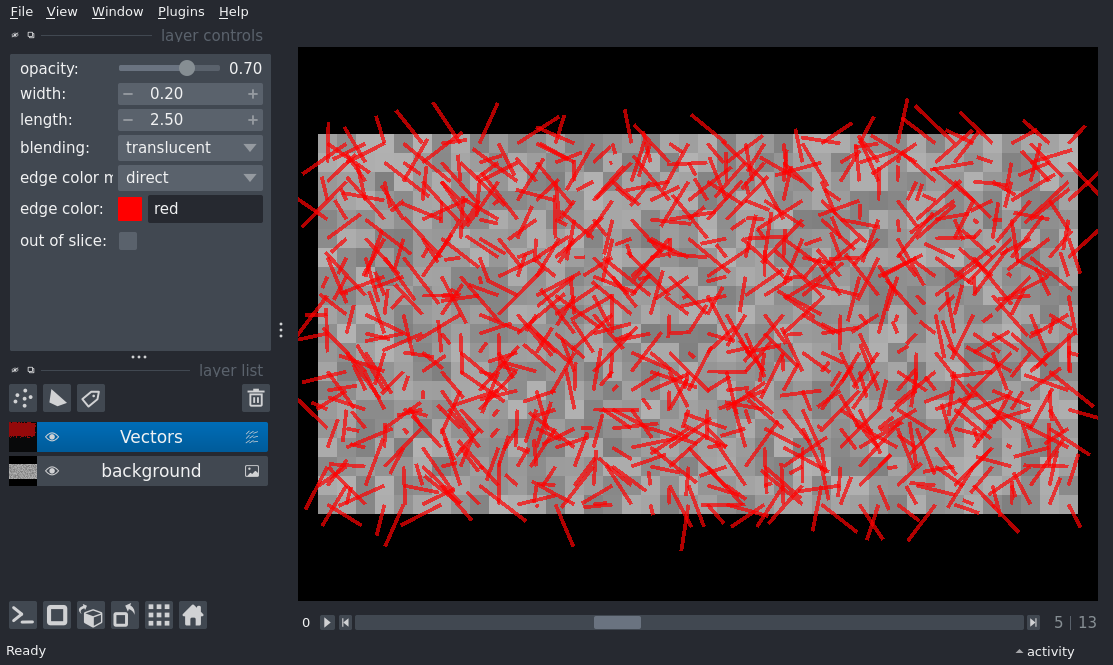 File View Window Plugins Help
layer controls
opacity: 0.70
width: − 0.20 +
length: − 2.50 +
blending: translucent
edge color m direct
edge color: red
out of slice:
layer list
Vectors
background
0 5 | 13
Ready activity